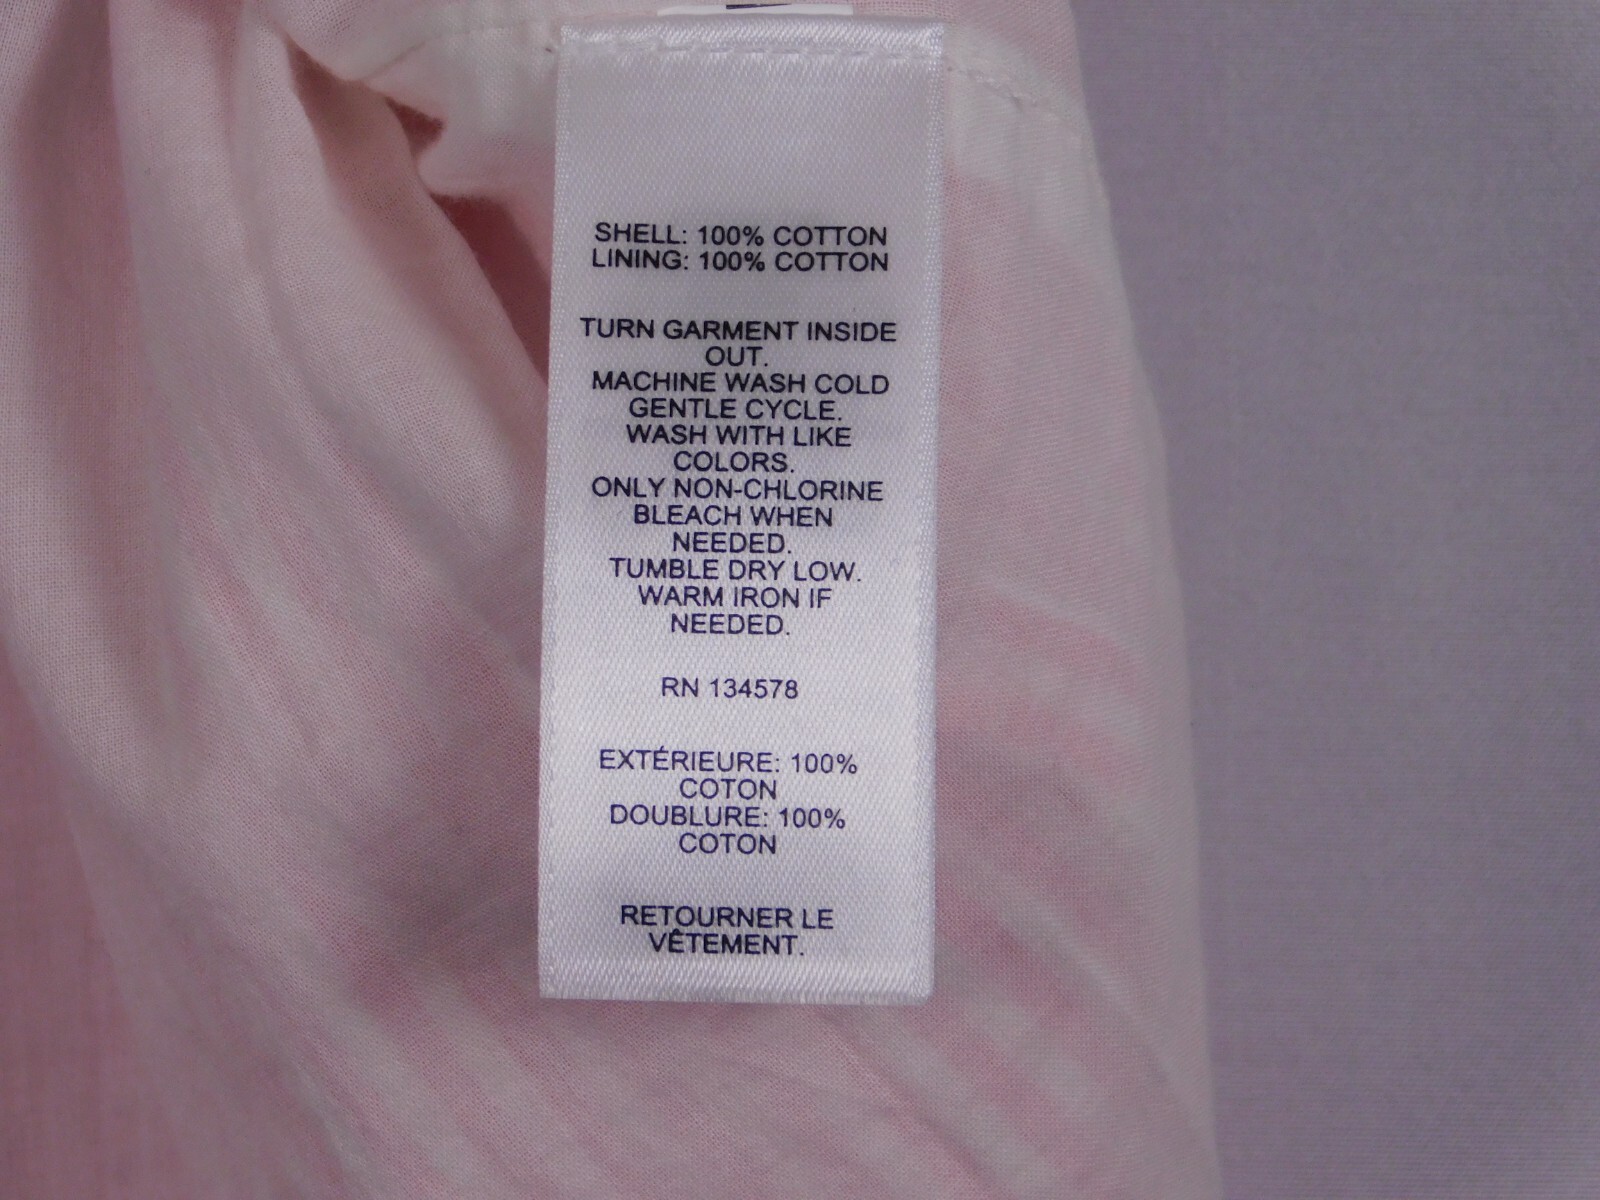 SHELL: 100% COTTON
LINING: 100% COTTON
TURN GARMENT INSIDE
OUT.
MACHINE WASH COLD
GENTLE CYCLE.
WASH WITH LIKE
COLORS.
ONLY NON-CHLORINE
BLEACH WHEN
NEEDED.
TUMBLE DRY LOW.
WARM IRON IF
NEEDED.
RN 134578
EXTÉRIEURE: 100%
COTON
DOUBLURE: 100%
COTON
RETOURNER LE
VÊTEMENT.